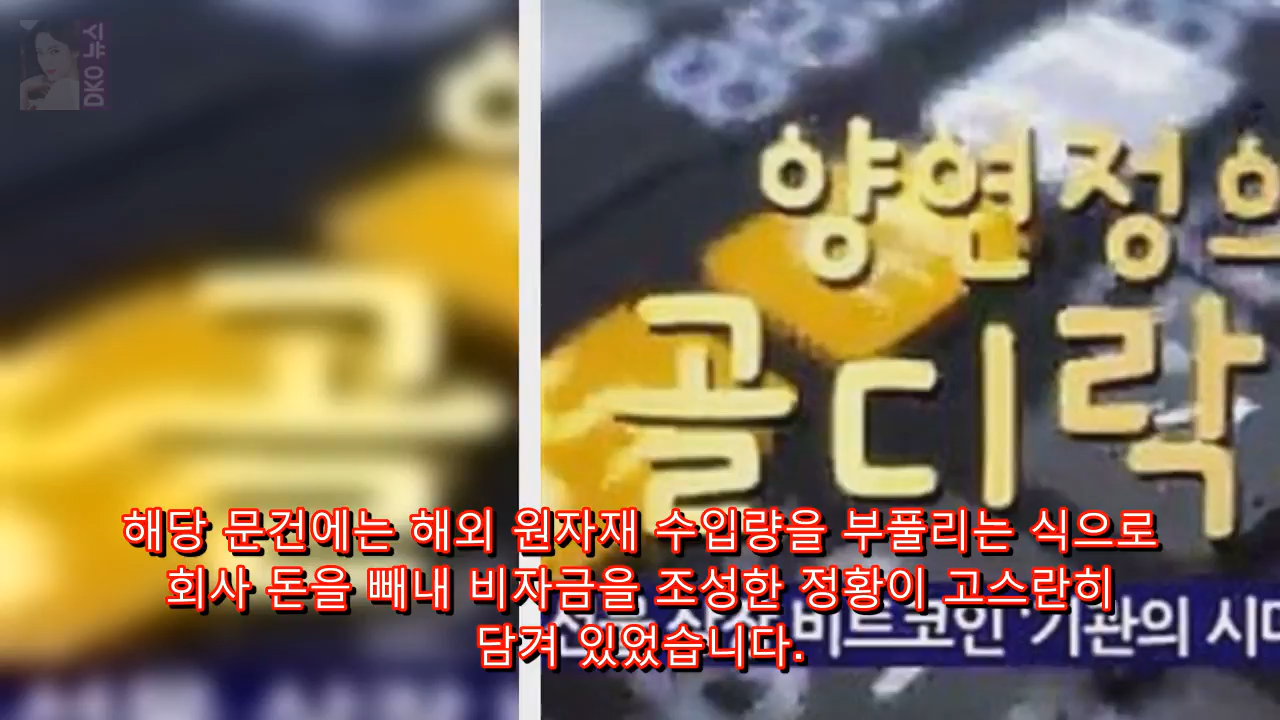 DKO 뉴스
양연정의
골디락
골
해당 문건에는 해외 원자재 수입량을 부풀리는 식으로
회사 돈을 빼내 비자금을 조성한 정황이 고스란히
담겨 있었습니다.
비트코인 '기관의 시대